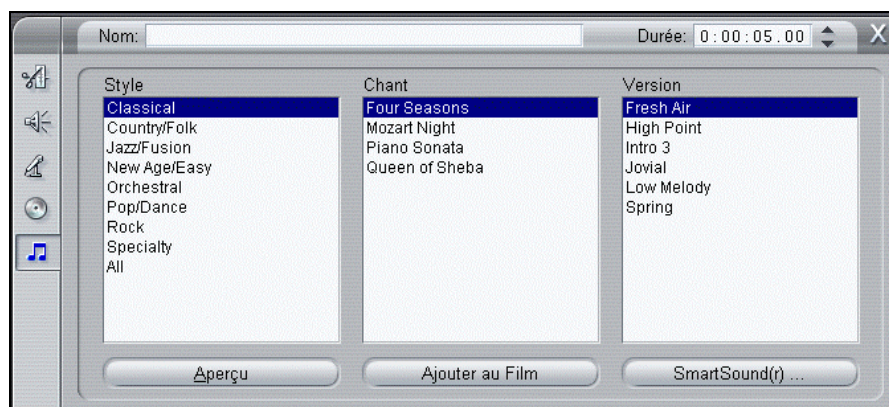 Nom:
Durée: 0:00:05.00
X
Style
Classical
Country/Folk
Jazz/Fusion
New Age/Easy
Orchestral
Pop/Dance
Rock
Specialty
All
Chant
Four Seasons
Mozart Night
Piano Sonata
Queen of Sheba
Version
Fresh Air
High Point
Intro 3
Jovial
Low Melody
Spring
Aperçu
Ajouter au Film
SmartSound(r) ...